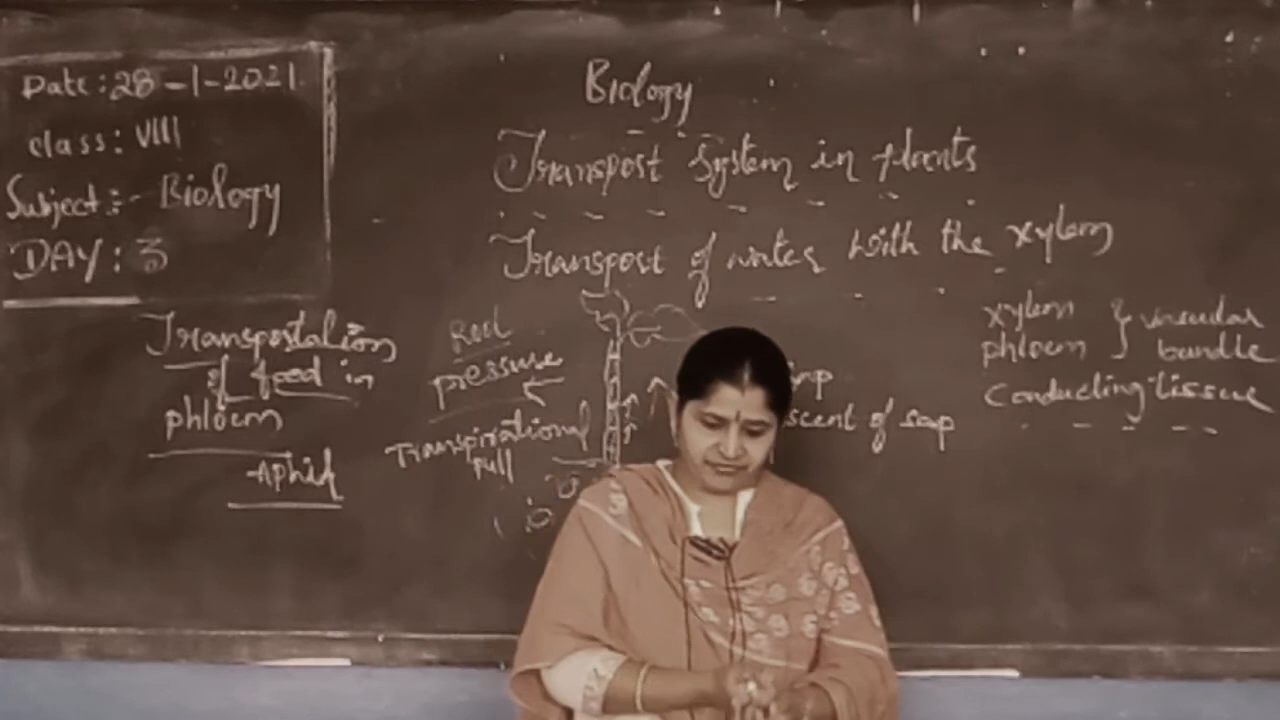 Date : 28-1-2021
class : VIII
Subject :- Biology
DAY : 3
Biology
Transport System in plants
Transport of water with the xylem
Transportation
of food in
phloem
-Aphid
Root
pressure
Transpirational
pull
of sap
xylem } vascular
phloem } bundle
Conducting tissue